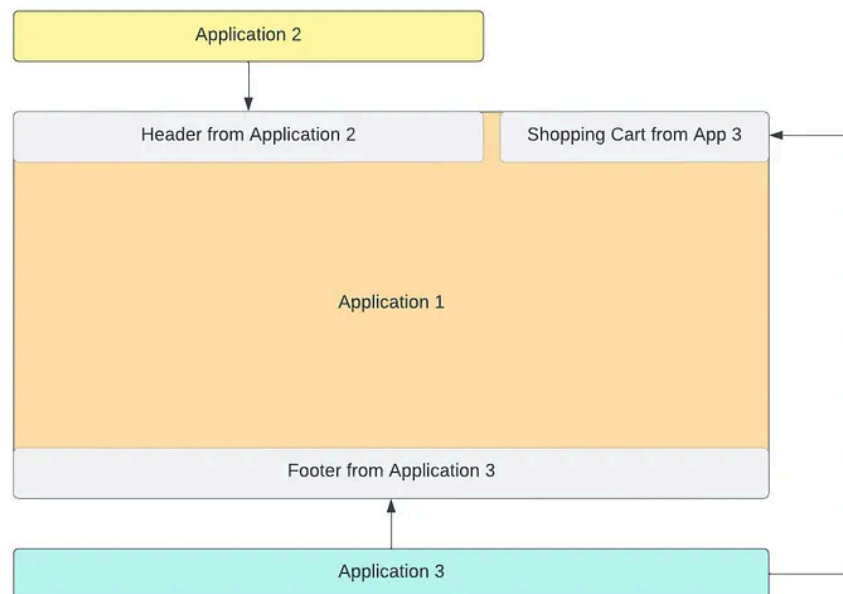 Application 2
Header from Application 2
Shopping Cart from App 3
Application 1
Footer from Application 3
Application 3